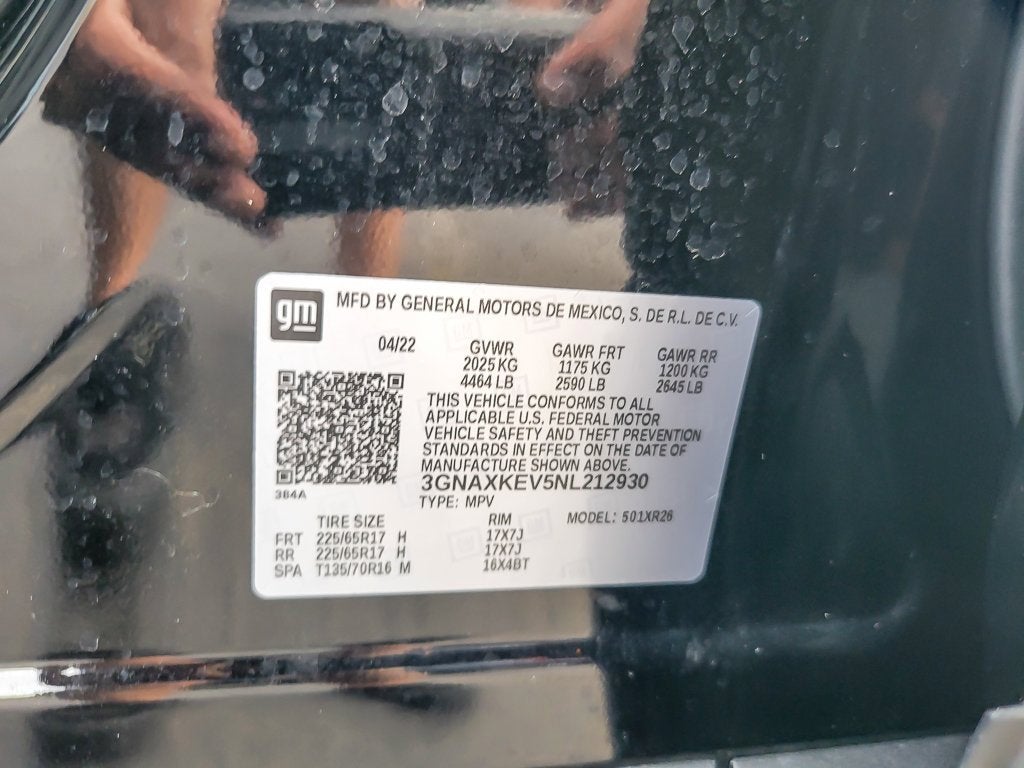 gm MFD BY GENERAL MOTORS DE MEXICO, S. DE R.L. DE C.V.
04/22 GVWR GAWR FRT GAWR RR
2025 KG 1175 KG 1200 KG
4464 LB 2590 LB 2645 LB
THIS VEHICLE CONFORMS TO ALL
APPLICABLE U.S. FEDERAL MOTOR
VEHICLE SAFETY AND THEFT PREVENTION
STANDARDS IN EFFECT ON THE DATE OF
MANUFACTURE SHOWN ABOVE.
3GNAXKEV5NL212930
384A
TYPE: MPV
TIRE SIZE RIM MODEL: 501XR26
FRT 225/65R17 H 17X7J
RR 225/65R17 H 17X7J
SPA T135/70R16 M 16X4BT